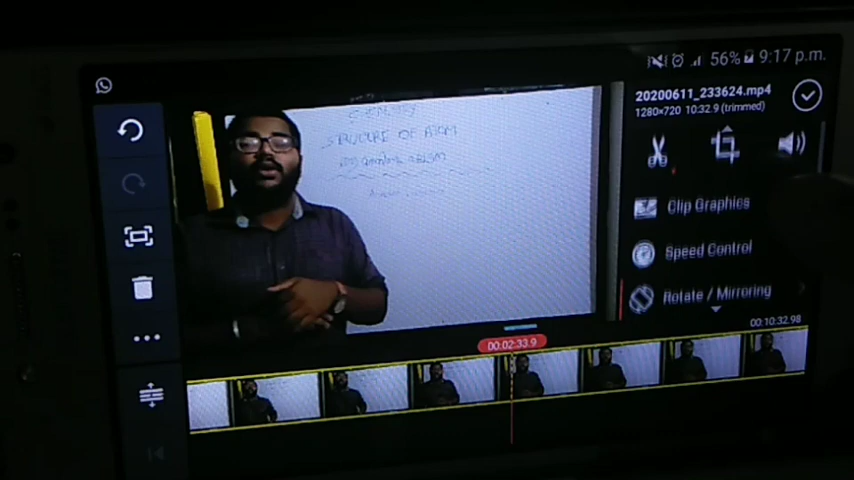 56% 9:17 p.m.
20200611_233624.mp4
1280×720 10:32.9 (trimmed)
STRUCTURE OF ATOM
Clip Graphics
Speed Control
Rotate / Mirroring
00:10:32.98
00:02:33.9